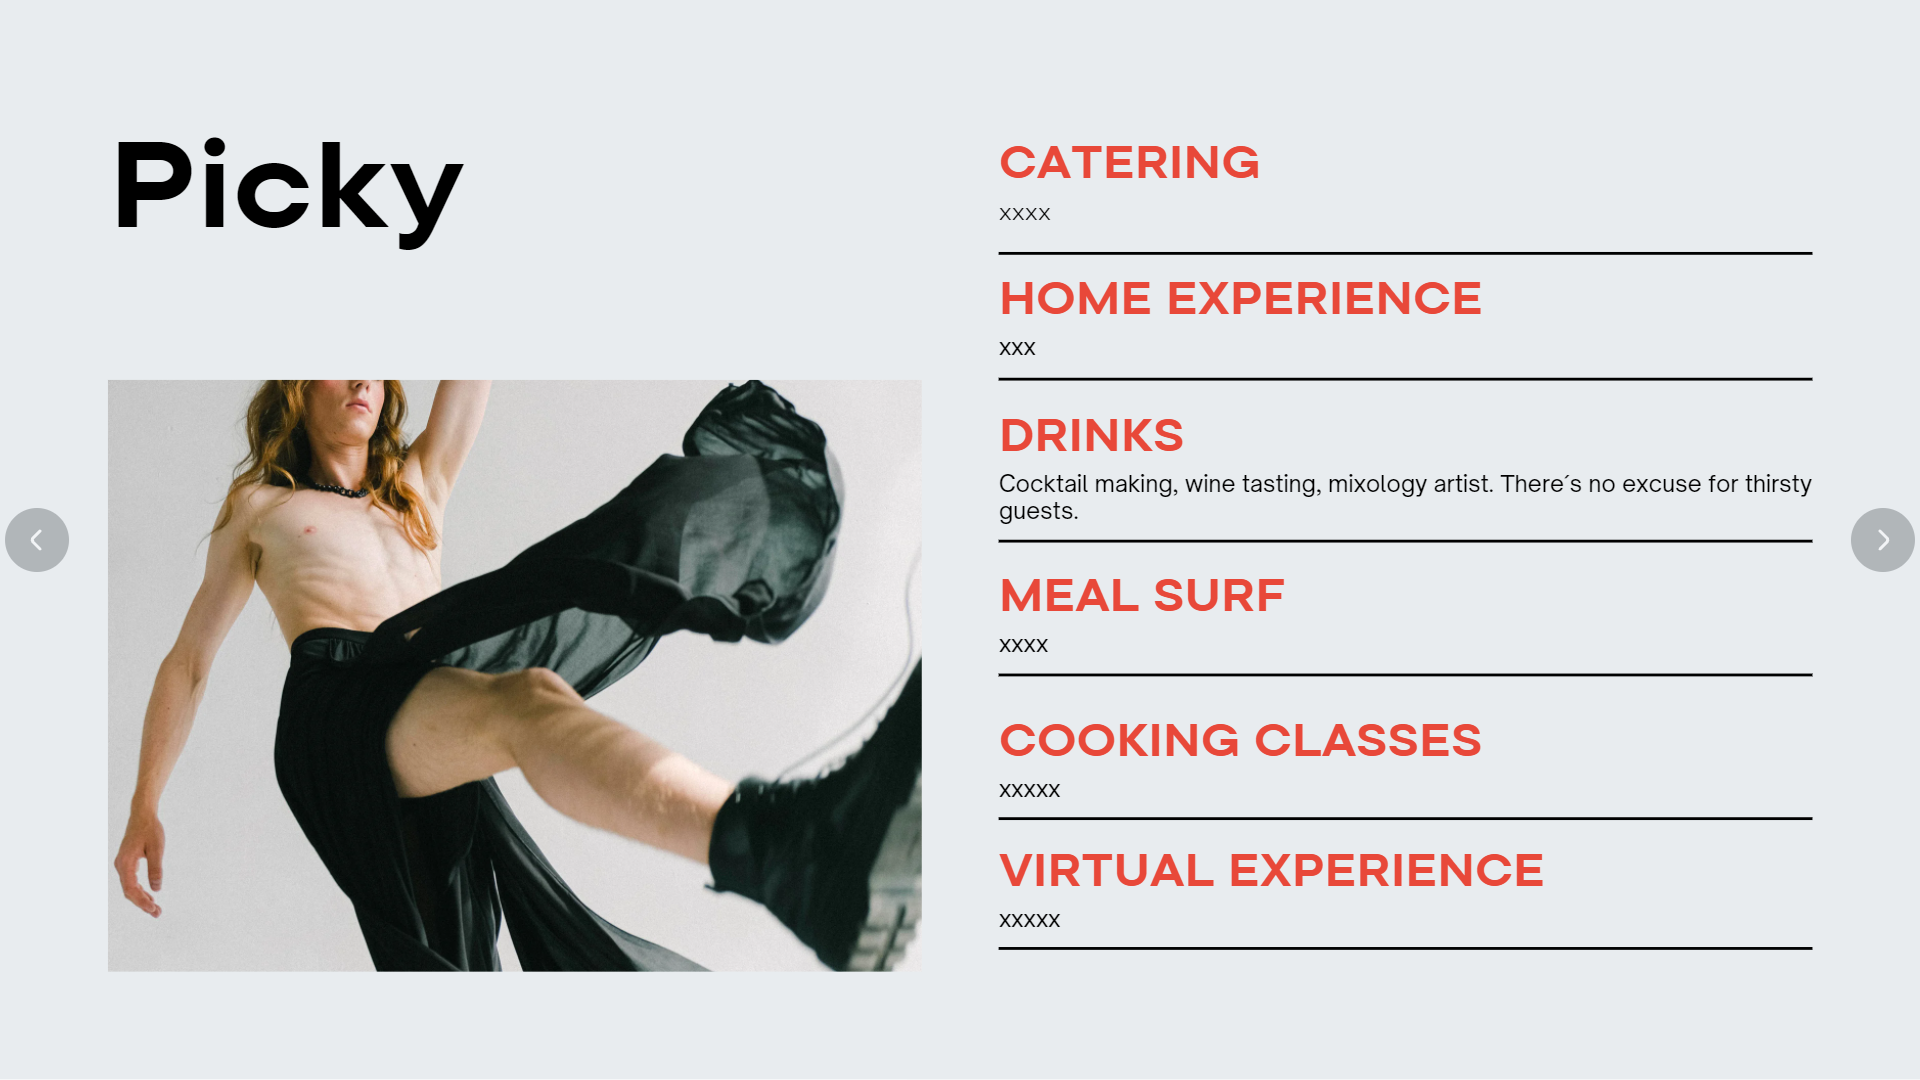 Picky
CATERING
xxxx
HOME EXPERIENCE
xxx
DRINKS
Cocktail making, wine tasting, mixology artist. There´s no excuse for thirsty
guests.
MEAL SURF
xxxx
COOKING CLASSES
xxxxx
VIRTUAL EXPERIENCE
xxxxx